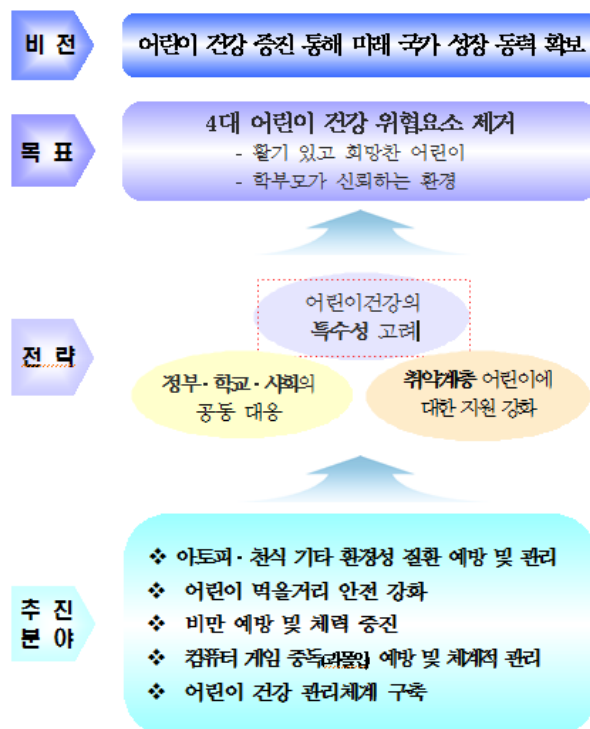 비 전
어린이 건강 증진 통해 미래 국가 성장 동력 확보
목 표
4대 어린이 건강 위협요소 제거
- 활기 있고 희망찬 어린이
- 학부모가 신뢰하는 환경
전 략
어린이건강의
특수성 고려
정부·학교·사회의
공동 대응
취약계층 어린이에
대한 지원 강화
추 진
분 야
❖ 아토피·천식 기타 환경성 질환 예방 및 관리
❖ 어린이 먹을거리 안전 강화
❖ 비만 예방 및 체력 증진
❖ 컴퓨터 게임 중독(과몰입) 예방 및 체계적 관리
❖ 어린이 건강 관리체계 구축